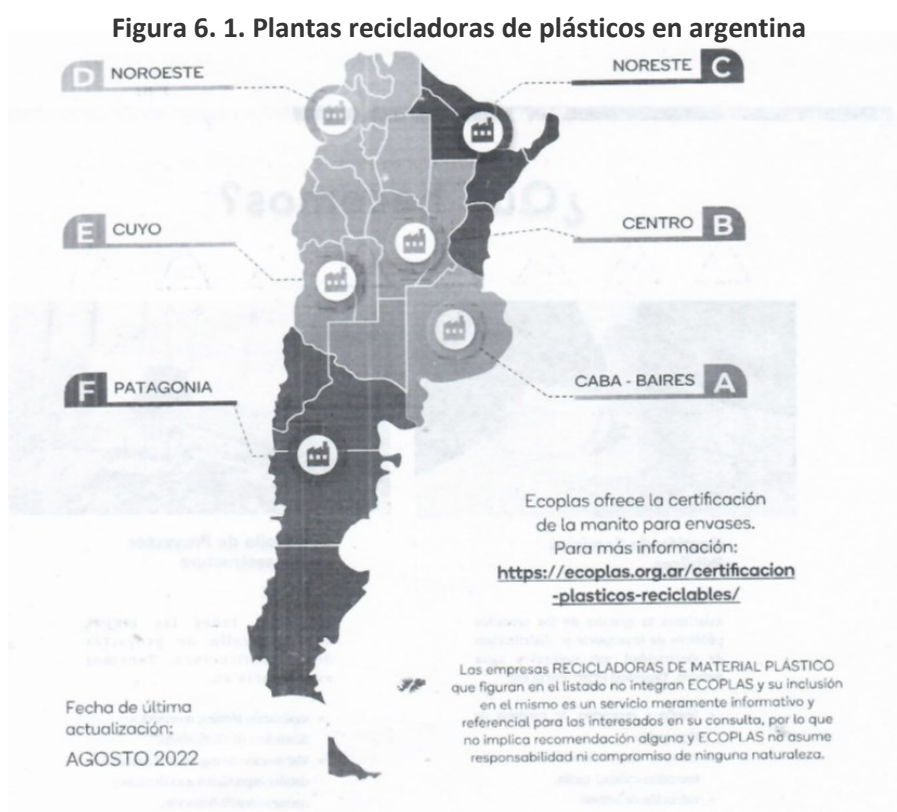 Figura 6. 1. Plantas recicladoras de plásticos en argentina
D NOROESTE
NORESTE C
E CUYO
CENTRO B
F PATAGONIA
CABA - BAIRES A
Ecoplas ofrece la certificación
de la manito para envases.
Para más información:
https://ecoplas.org.ar/certificacion
-plasticos-reciclables/
Las empresas RECICLADORAS DE MATERIAL PLÁSTICO
que figuran en el listado no integran ECOPLAS y su inclusión
en el mismo es un servicio meramente informativo y
referencial para los interesados en su consulta, por lo que
no implica recomendación alguna y ECOPLAS no asume
responsabilidad ni compromiso de ninguna naturaleza.
Fecha de última
actualización:
AGOSTO 2022